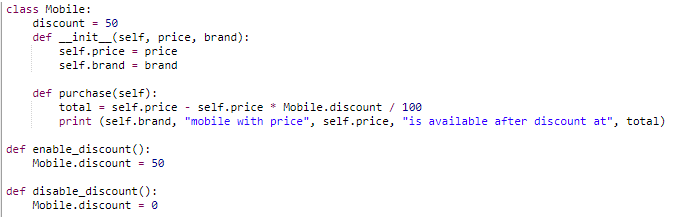 class Mobile:
    discount = 50
    def __init__(self, price, brand):
        self.price = price
        self.brand = brand

    def purchase(self):
        total = self.price - self.price * Mobile.discount / 100
        print (self.brand, "mobile with price", self.price, "is available after discount at", total)

def enable_discount():
    Mobile.discount = 50

def disable_discount():
    Mobile.discount = 0